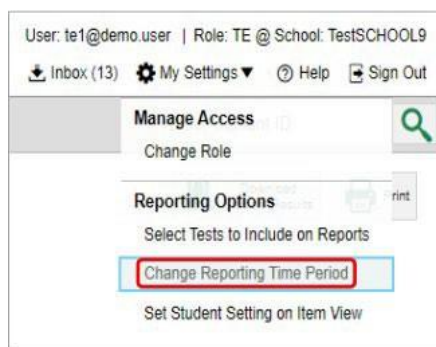 User: te1@demo.user | Role: TE @ School: TestSCHOOL9
Inbox (13) My Settings ▼ Help Sign Out
Manage Access
Change Role
Reporting Options
Select Tests to Include on Reports
Change Reporting Time Period
Set Student Setting on Item View